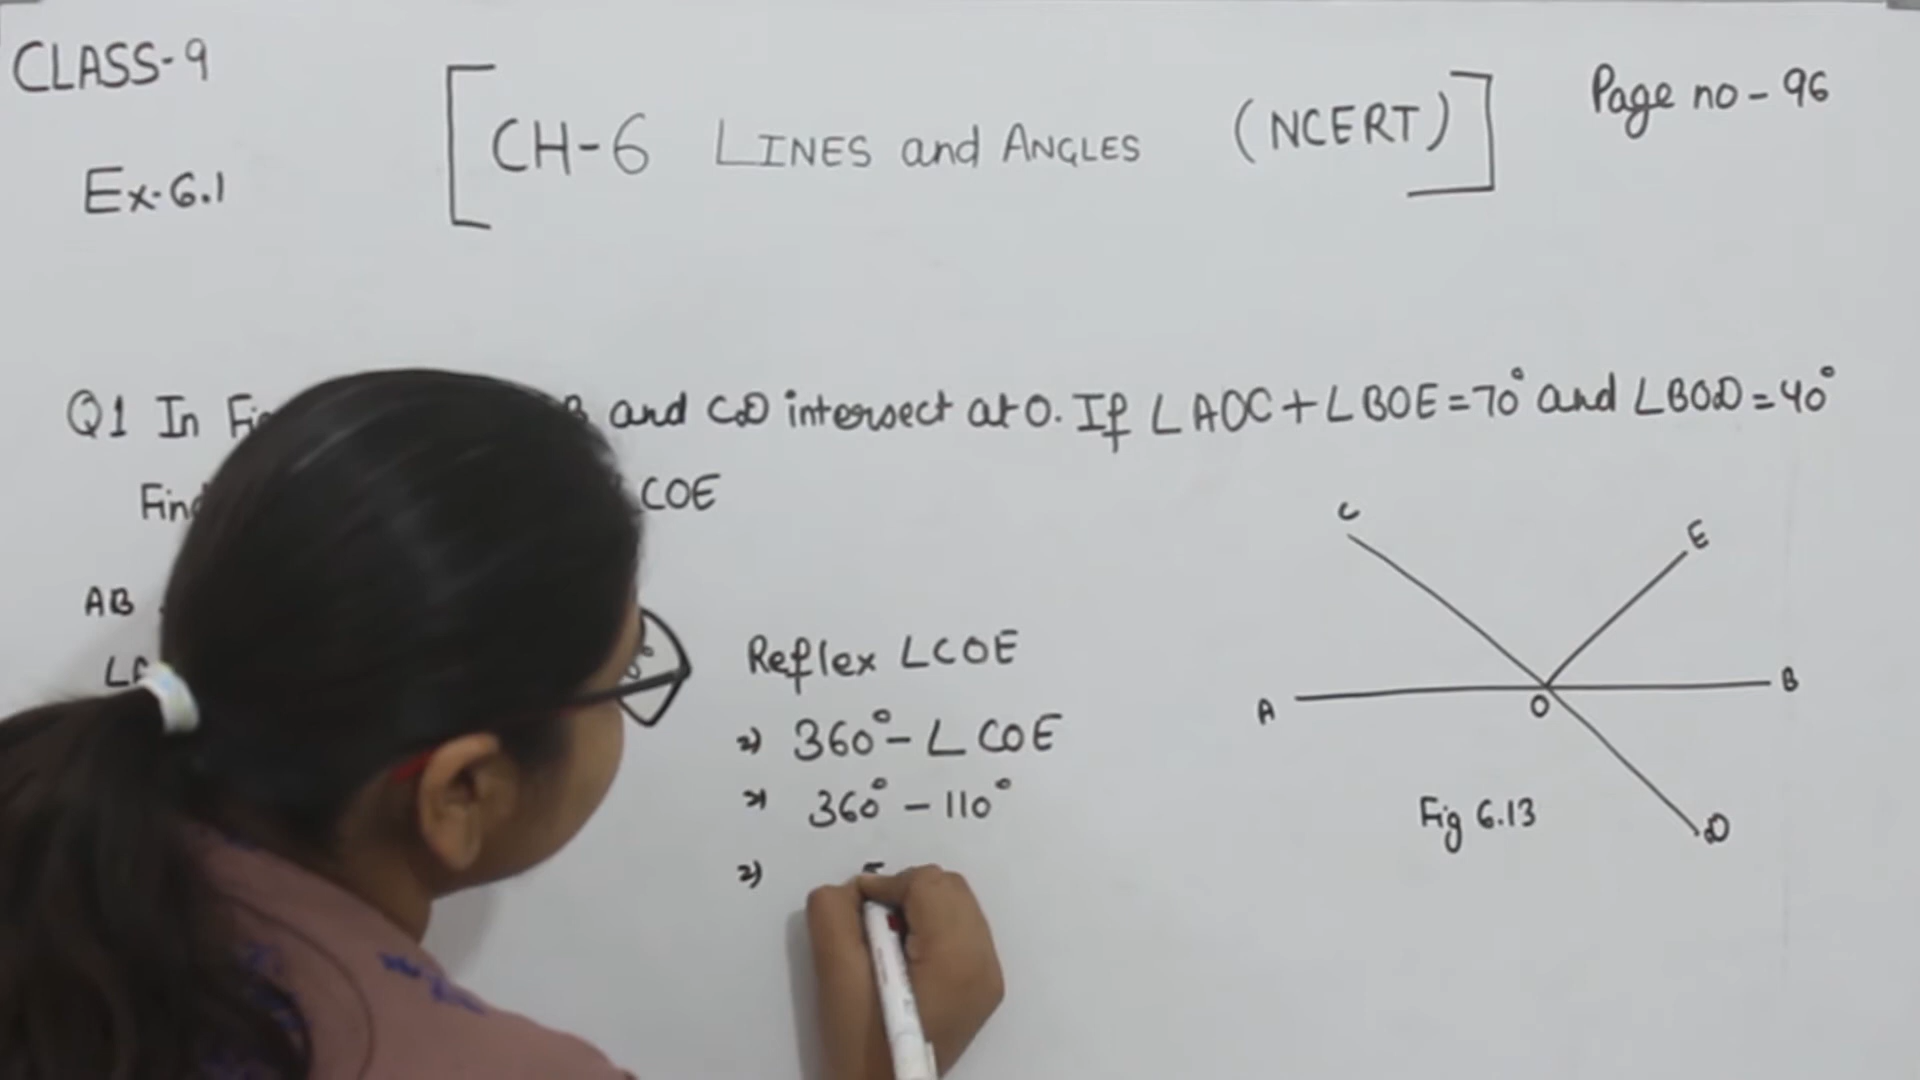 CLASS-9
Ex-6.1
[CH-6 LINES and ANGLES (NCERT)]
Page no - 96
Q1 In and CD intersect at O. If ∠AOC + ∠BOE = 70° and ∠BOD = 40°
COE
AB
Reflex ∠COE
⇒ 360° - ∠COE
⇒ 360° - 110°
⇒
C
E
A
O
B
D
Fig 6.13